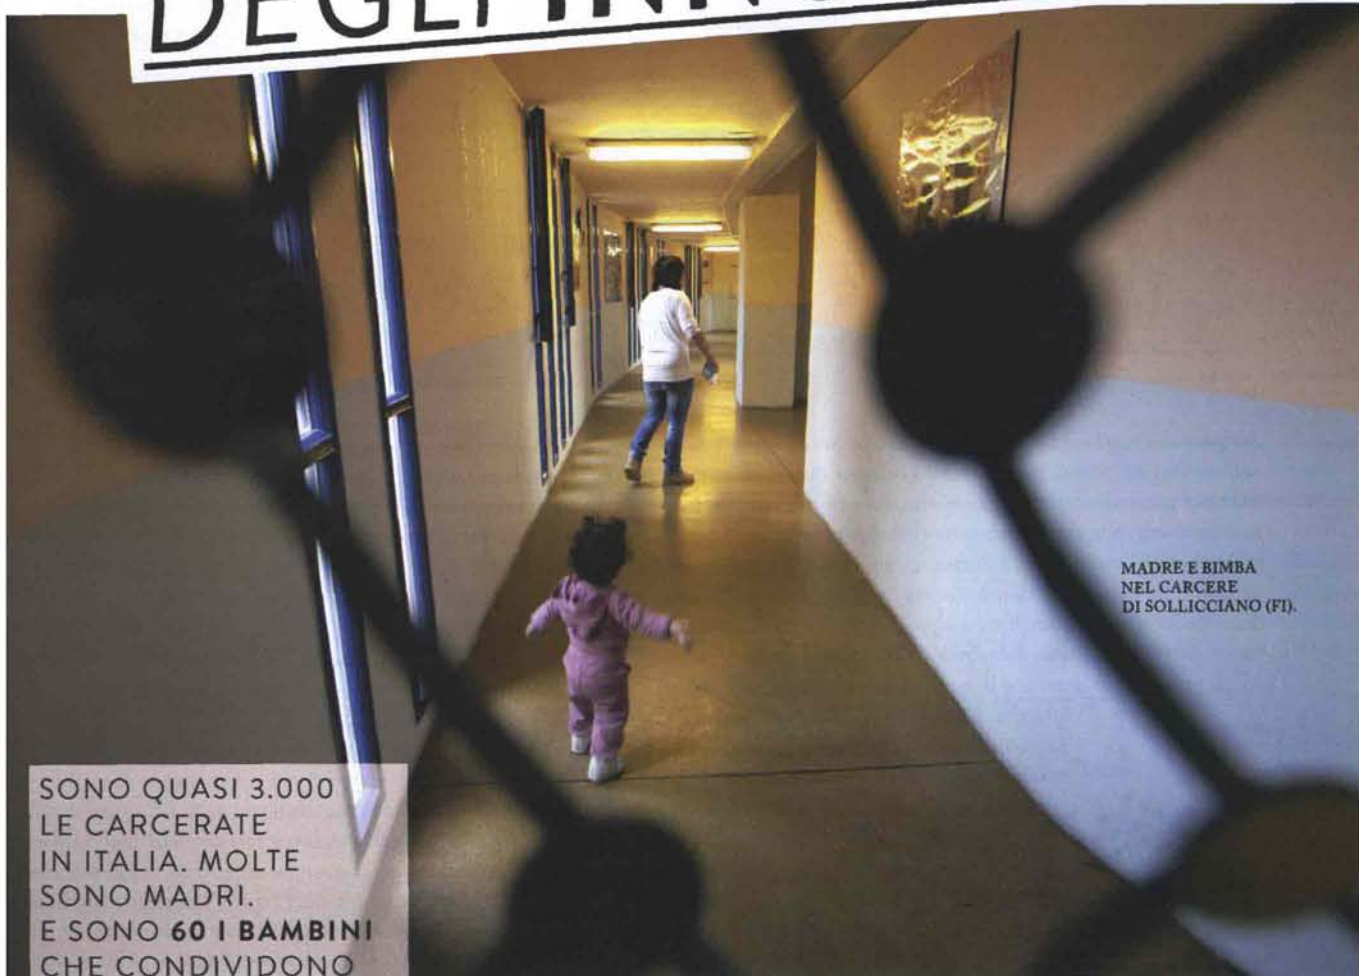 DEGLI
MADRE E BIMBA
NEL CARCERE
DI SOLLICCIANO (FI).
SONO QUASI 3.000
LE CARCERATE
IN ITALIA. MOLTE
SONO MADRI.
E SONO 60 I BAMBINI
CHE CONDIVIDONO